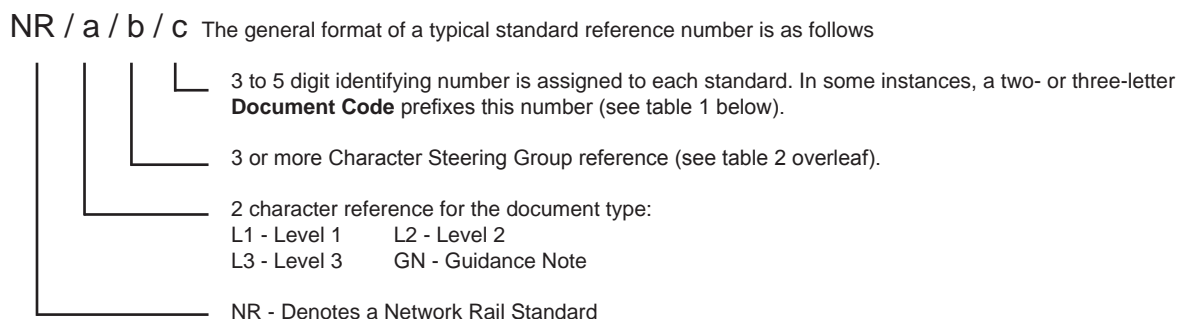 NR / a / b / c The general format of a typical standard reference number is as follows
3 to 5 digit identifying number is assigned to each standard. In some instances, a two- or three-letter
Document Code prefixes this number (see table 1 below).
3 or more Character Steering Group reference (see table 2 overleaf).
2 character reference for the document type:
L1 - Level 1 L2 - Level 2
L3 - Level 3 GN - Guidance Note
NR - Denotes a Network Rail Standard